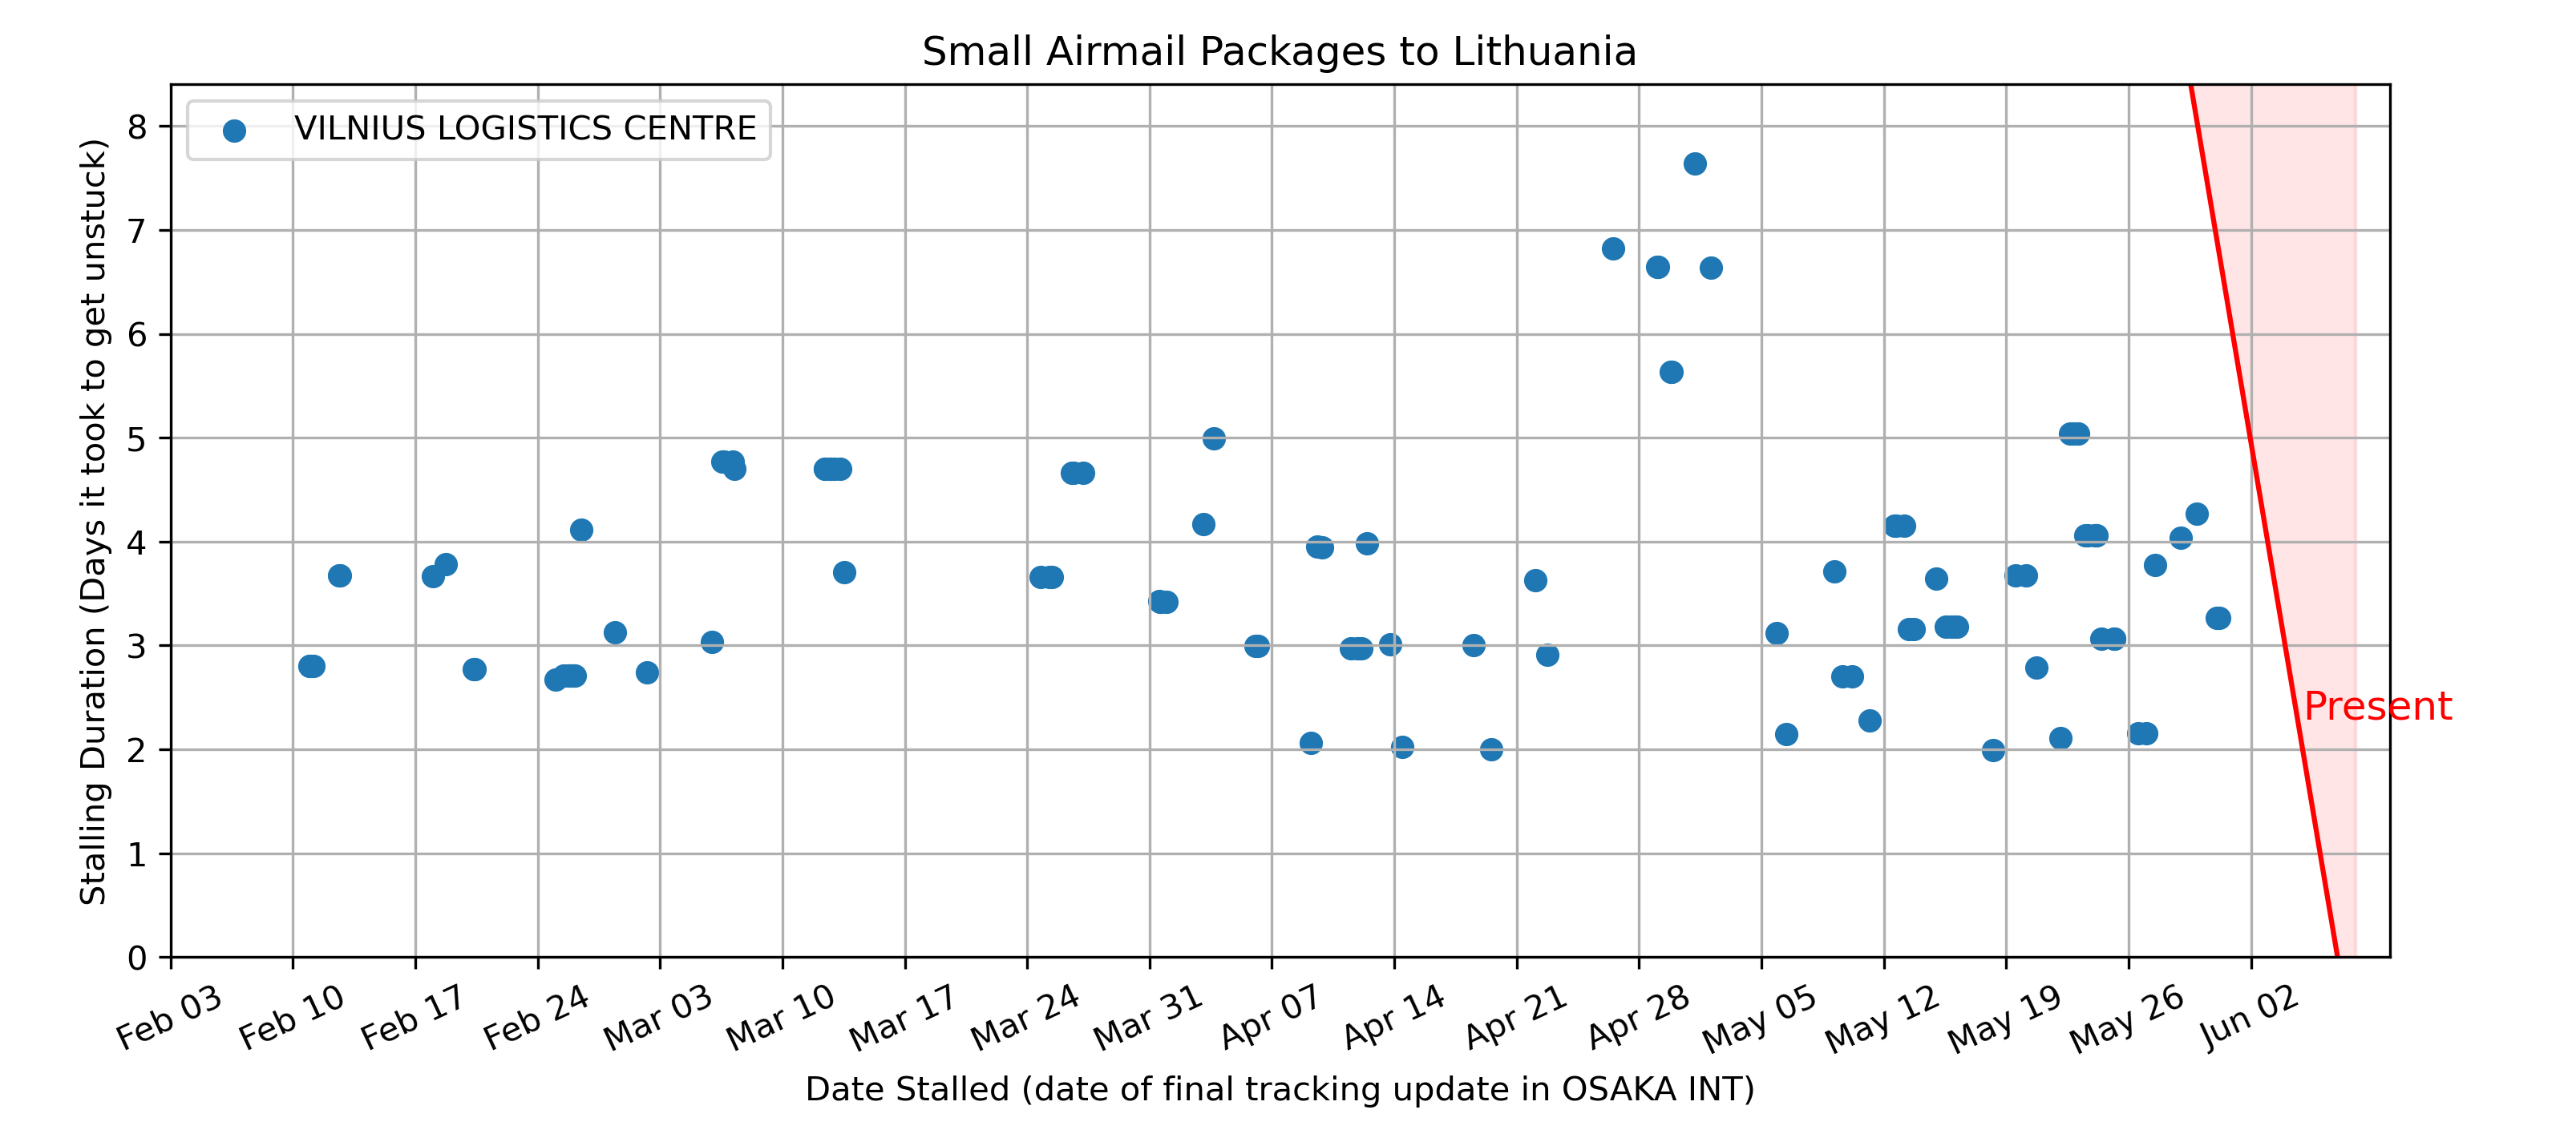 Small Airmail Packages to Lithuania
VILNIUS LOGISTICS CENTRE
Stalling Duration (Days it took to get unstuck)
8
7
6
5
4
3
2
1
0
Present
Feb 03
Feb 10
Feb 17
Feb 24
Mar 03
Mar 10
Mar 17
Mar 24
Mar 31
Apr 07
Apr 14
Apr 21
Apr 28
May 05
May 12
May 19
May 26
Jun 02
Date Stalled (date of final tracking update in OSAKA INT)